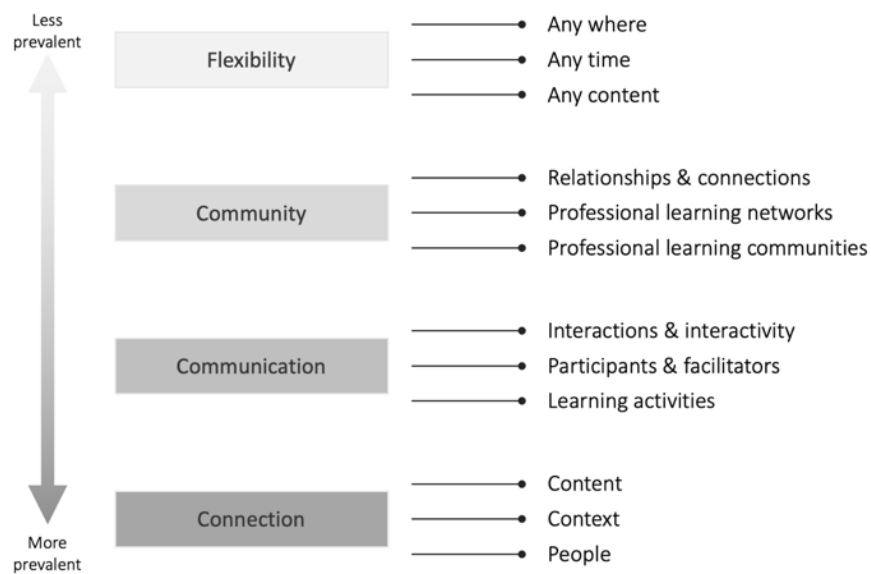 Less
prevalent
Flexibility
Any where
Any time
Any content
Community
Relationships & connections
Professional learning networks
Professional learning communities
Communication
Interactions & interactivity
Participants & facilitators
Learning activities
Connection
Content
Context
People
More
prevalent